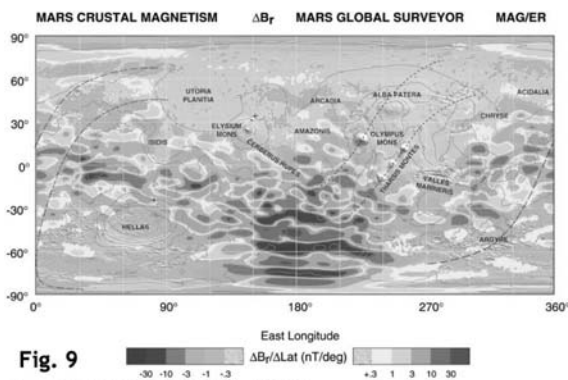 MARS CRUSTAL MAGNETISM ΔBr MARS GLOBAL SURVEYOR MAG/ER
90°
60°
30°
0°
-30°
-60°
-90°
UTOPIA
PLANITIA
ELYSIUM
MONS
ISIDIS
CERBERUS RUPES
HELLAS
ARCADIA
AMAZONIS
ALBA PATERA
OLYMPUS
MONS
THARSIS MONTES
VALLES
MARINERIS
CHRYSE
ACIDALIA
ARGYRE
0° 90° 180° 270° 360°
East Longitude
Fig. 9
ΔBr/ΔLat (nT/deg)
-30 -10 -3 -1 -.3
+.3 1 3 10 30